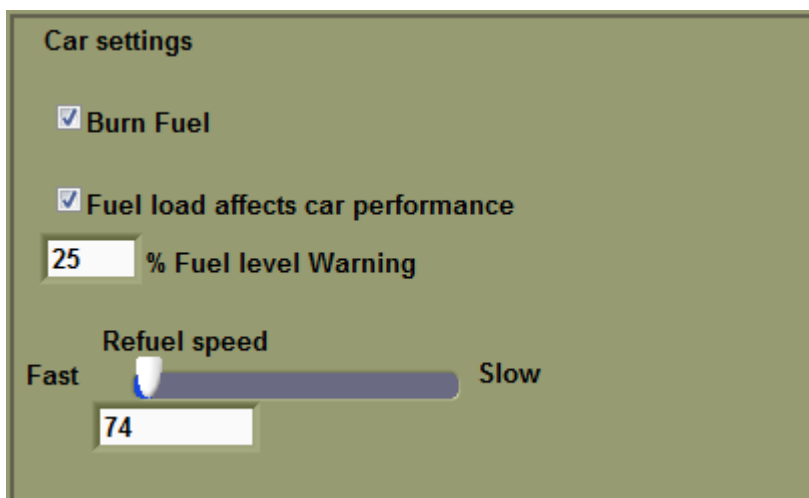 Car settings
Burn Fuel
Fuel load affects car performance
25 % Fuel level Warning
Refuel speed
Fast Slow
74